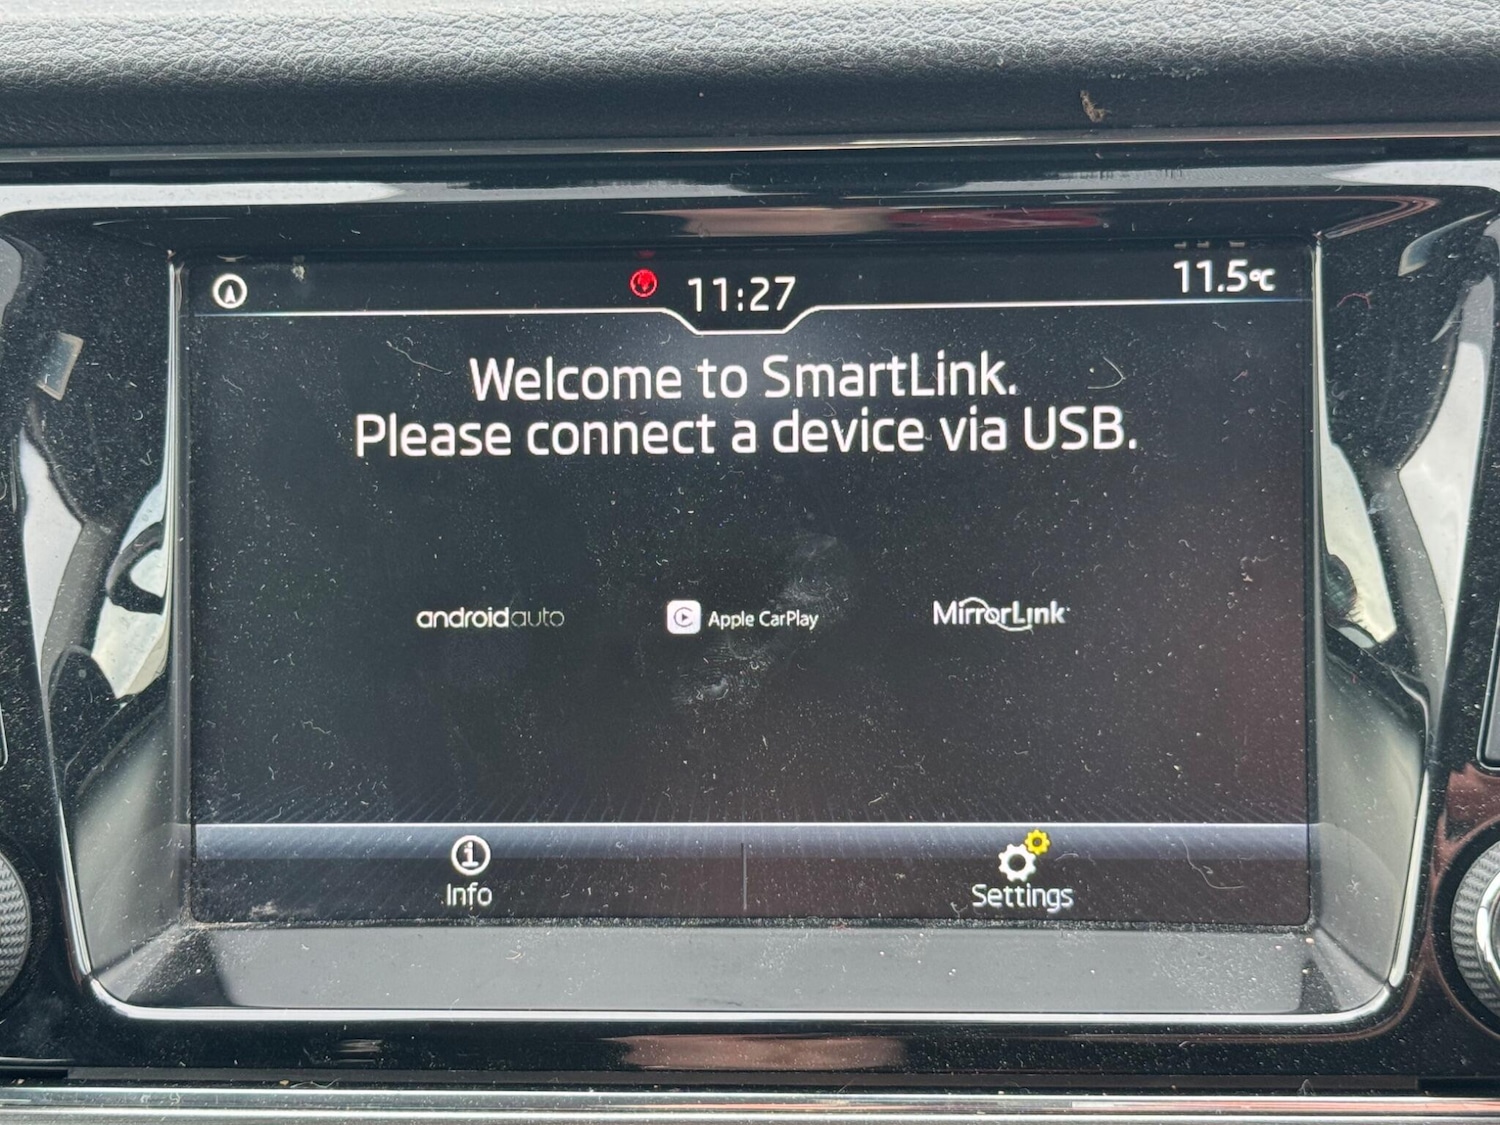 11:27
11.5°C
Welcome to SmartLink.
Please connect a device via USB.
androidauto
Apple CarPlay
MirrorLink
Info
Settings